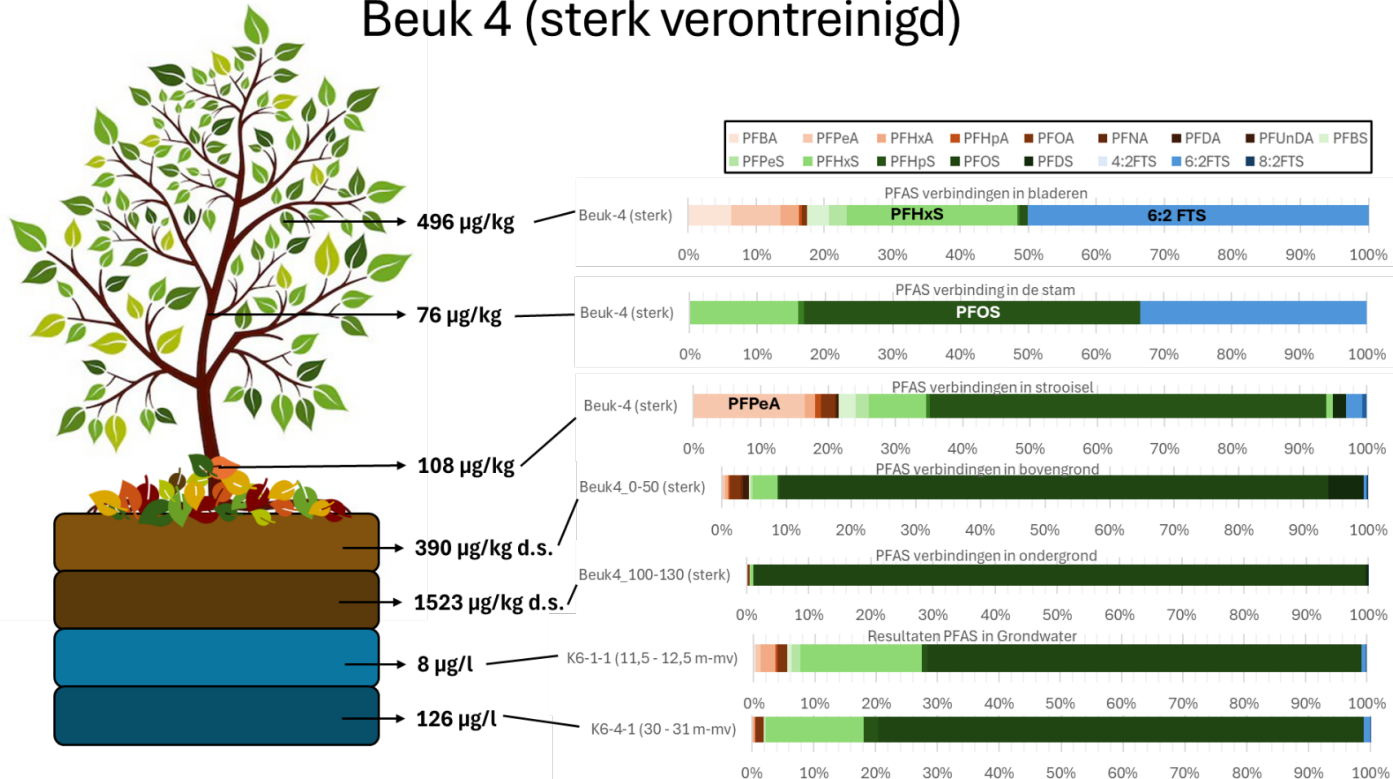 Beuk 4 (sterk verontreinigd)
PFBA PFPeA PFHxA PFHpA PFOA PFNA PFDA PFUnDA PFBS
PFPeS PFHxS PFHpS PFOS PFDS 4:2FTS 6:2FTS 8:2FTS
PFAS verbindingen in bladeren
496 µg/kg
Beuk-4 (sterk)
PFHxS
6:2 FTS
0% 10% 20% 30% 40% 50% 60% 70% 80% 90% 100%
PFAS verbinding in de stam
76 µg/kg
Beuk-4 (sterk)
PFOS
0% 10% 20% 30% 40% 50% 60% 70% 80% 90% 100%
PFAS verbindingen in strooisel
Beuk-4 (sterk)
PFPeA
108 µg/kg
0% 10% 20% 30% 40% 50% 60% 70% 80% 90% 100%
PFAS verbindingen in bovengrond
Beuk4_0-50 (sterk)
390 µg/kg d.s.
0% 10% 20% 30% 40% 50% 60% 70% 80% 90% 100%
PFAS verbindingen in ondergrond
Beuk4_100-130 (sterk)
1523 µg/kg d.s.
0% 10% 20% 30% 40% 50% 60% 70% 80% 90% 100%
Resultaten PFAS in Grondwater
8 µg/l
K6-1-1 (11,5 - 12,5 m-mv)
0% 10% 20% 30% 40% 50% 60% 70% 80% 90% 100%
126 µg/l
K6-4-1 (30 - 31 m-mv)
0% 10% 20% 30% 40% 50% 60% 70% 80% 90% 100%